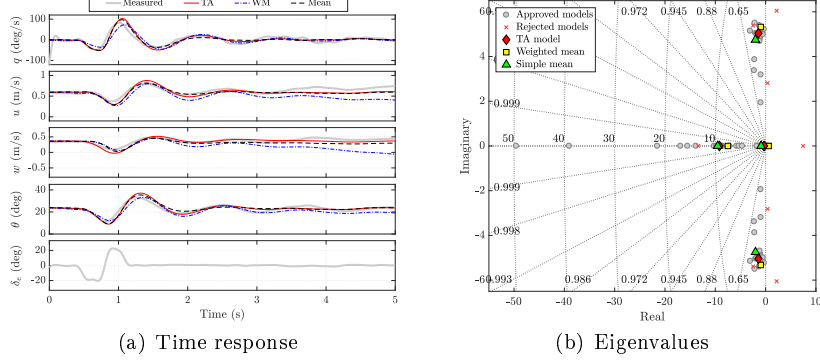 Measured TA WM Mean
100
0
-100
q (deg/s)
1
0.5
0
u (m/s)
0.5
0
-0.5
w (m/s)
40
20
0
θ (deg)
20
0
-20
δe (deg)
0 1 2 3 4 5
Time (s)
(a) Time response
Approved models
Rejected models
TA model
Weighted mean
Simple mean
0.972 0.945 0.88 0.65
0.999
50 30 20 10
0.999
0.998
0.993 0.986 0.972 0.945 0.88 0.65
6
4
2
0
-2
-4
-6
Imaginary
-50 -40 -30 -20 -10 0 10
Real
(b) Eigenvalues